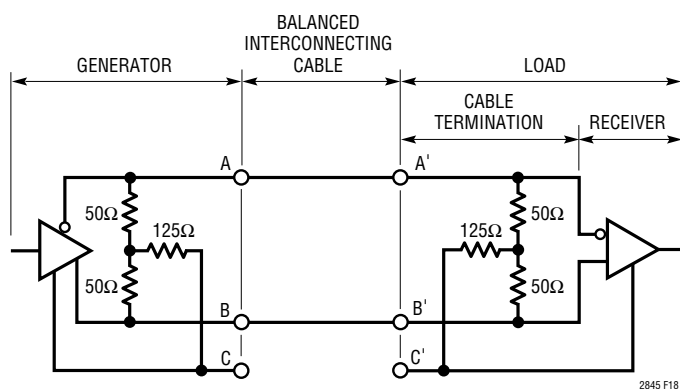 BALANCED
INTERCONNECTING
CABLE
GENERATOR
LOAD
CABLE
TERMINATION
RECEIVER
A
A'
50Ω
125Ω
50Ω
125Ω
50Ω
50Ω
B
B'
C
C'
2845 F18